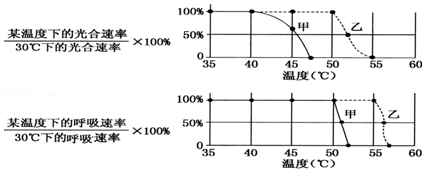 某温度下的光合速率
30℃下的光合速率
×100%
100%
50%
0
甲
乙
35 40 45 50 55 60
温度(℃)
某温度下的呼吸速率
30℃下的呼吸速率
×100%
100%
50%
0
甲
乙
35 40 45 50 55 60
温度(℃)